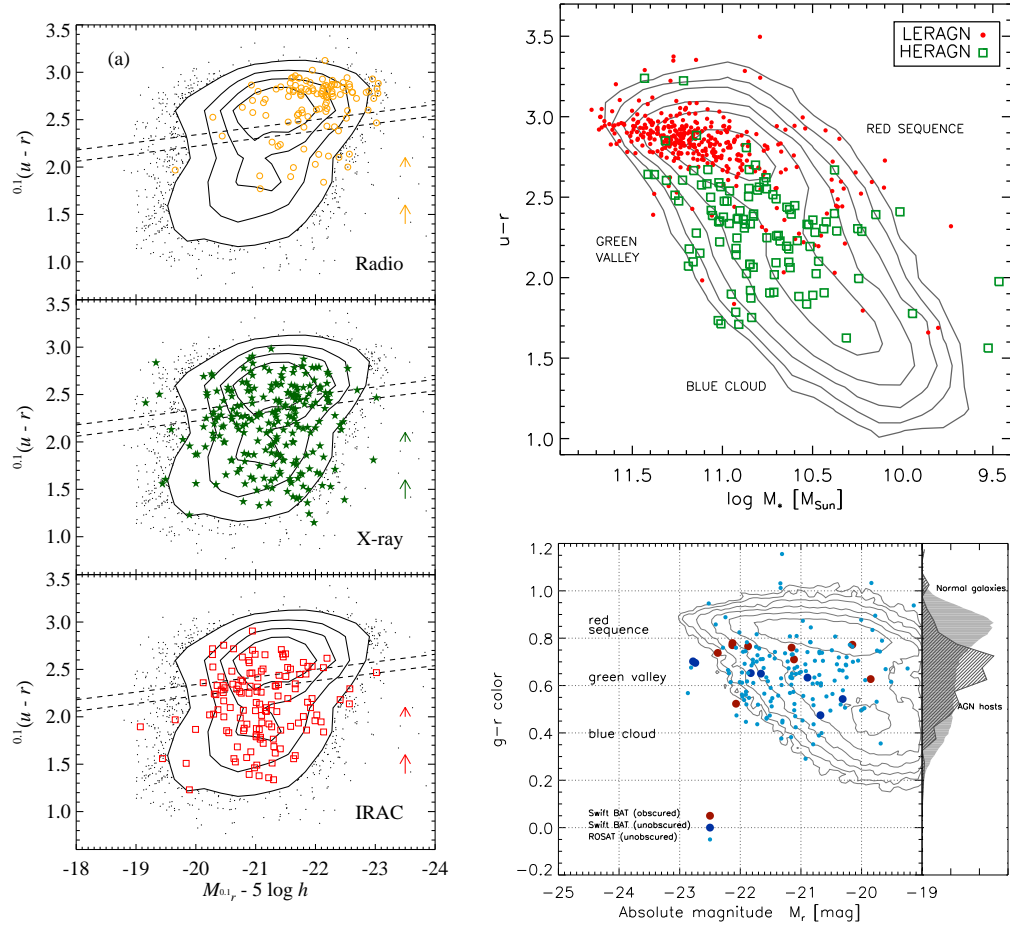 (a)
3.5
3.0
2.5
2.0
1.5
1.0
0.1(u - r)
Radio
3.5
3.0
2.5
2.0
1.5
1.0
0.1(u - r)
X-ray
3.5
3.0
2.5
2.0
1.5
1.0
0.1(u - r)
IRAC
-18 -19 -20 -21 -22 -23 -24
M0.1r - 5 log h
3.5
3.0
2.5
2.0
1.5
1.0
u-r
LERAGN
HERAGN
RED SEQUENCE
GREEN
VALLEY
BLUE CLOUD
11.5 11.0 10.5 10.0 9.5
log M* [MSun]
1.2
1.0
0.8
0.6
0.4
0.2
0.0
-0.2
g-r color
red
sequence
green valley
blue cloud
Normal galaxies
AGN hosts
Swift BAT (obscured)
Swift BAT (unobscured)
ROSAT (unobscured)
-25 -24 -23 -22 -21 -20 -19
Absolute magnitude Mr [mag]